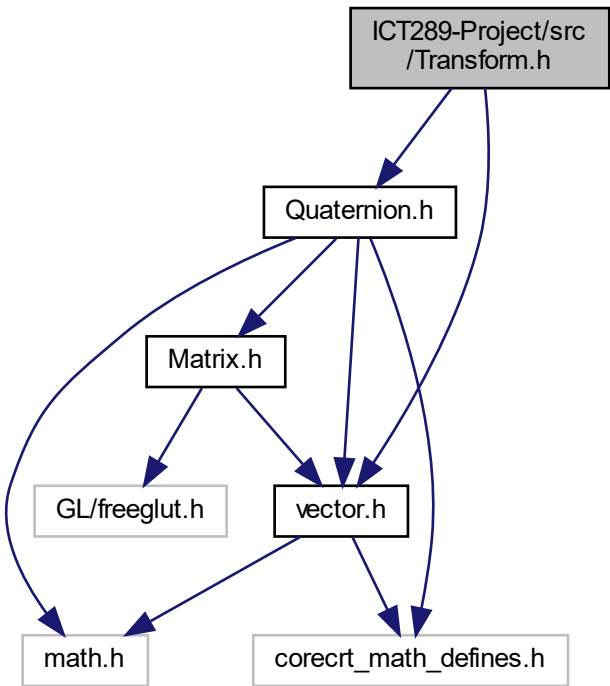 ICT289-Project/src
/Transform.h
Quaternion.h
Matrix.h
GL/freeglut.h
vector.h
math.h
corecrt_math_defines.h